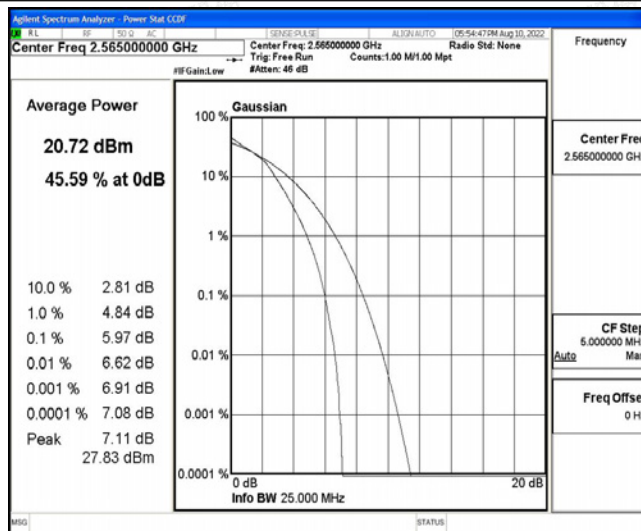 Agilent Spectrum Analyzer - Power Stat CCDF
RL RF 50 Ω AC SENSE:PULSE ALIGN AUTO 05:54:47 PM Aug 10, 2022
Center Freq 2.565000000 GHz
Center Freq: 2.565000000 GHz Radio Std: None
Trig: Free Run Counts:1.00 M/1.00 Mpt
#IFGain:Low #Atten: 46 dB
Frequency
Average Power
20.72 dBm
45.59 % at 0dB
10.0 % 2.81 dB
1.0 % 4.84 dB
0.1 % 5.97 dB
0.01 % 6.62 dB
0.001 % 6.91 dB
0.0001 % 7.08 dB
Peak 7.11 dB
27.83 dBm
Gaussian
100 %
10 %
1 %
0.1 %
0.01 %
0.001 %
0.0001 %
0 dB 20 dB
Info BW 25.000 MHz
Center Fre
2.565000000 GH
CF Step
5.000000 MH
Auto Ma
Freq Offse
0 H
MSG STATUS